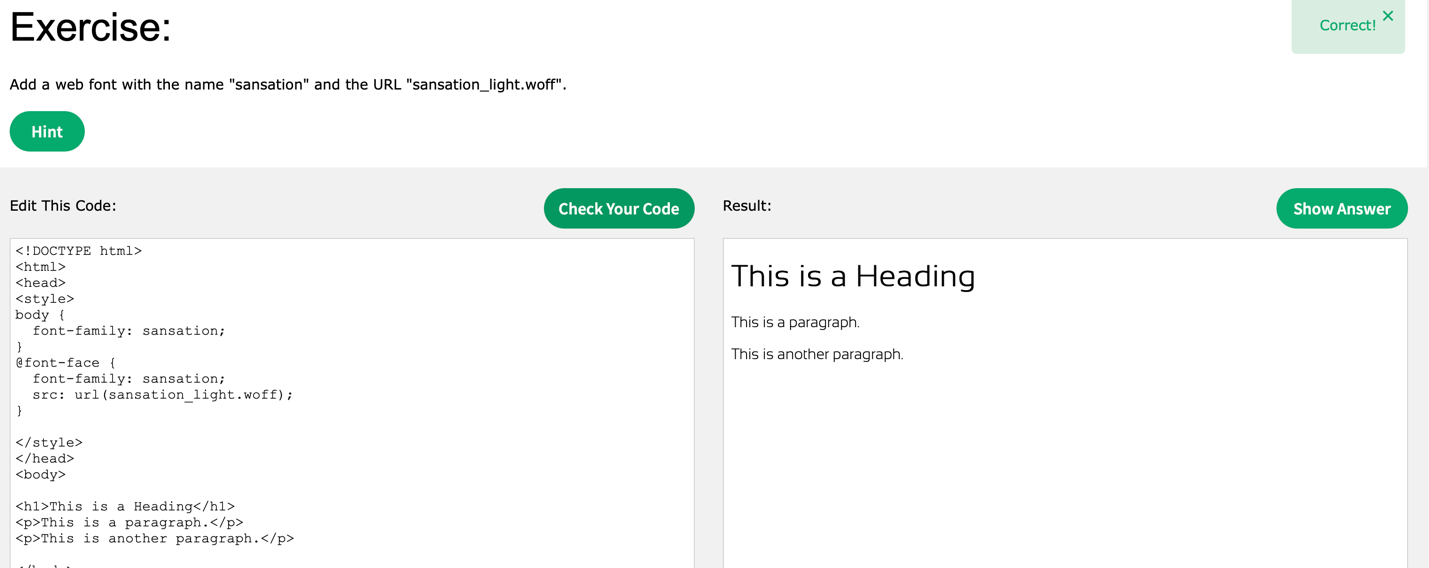 Exercise:
Correct! ×
Add a web font with the name "sansation" and the URL "sansation_light.woff".
Hint
Edit This Code:
Check Your Code
Result:
Show Answer
<!DOCTYPE html>
<html>
<head>
<style>
body {
  font-family: sansation;
}
@font-face {
  font-family: sansation;
  src: url(sansation_light.woff);
}
</style>
</head>
<body>
<h1>This is a Heading</h1>
<p>This is a paragraph.</p>
<p>This is another paragraph.</p>
This is a Heading
This is a paragraph.
This is another paragraph.